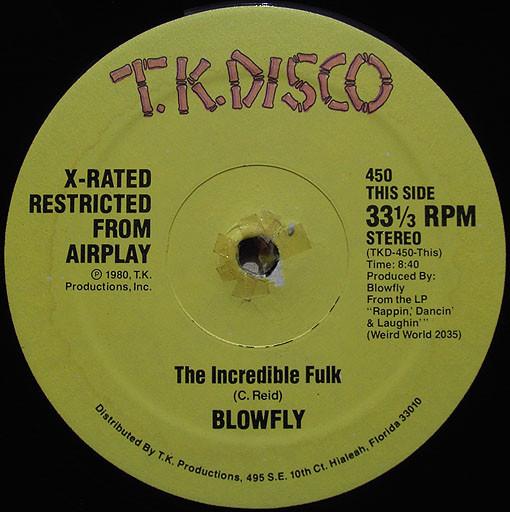 T.K.DISCO
X-RATED
RESTRICTED
FROM
AIRPLAY
℗ 1980, T.K.
Productions, Inc.
450
THIS SIDE
33⅓ RPM
STEREO
(TKD-450-This)
Time: 8:40
Produced By:
Blowfly
From the LP
"Rappin,' Dancin'
& Laughin'"
(Weird World 2035)
The Incredible Fulk
(C. Reid)
BLOWFLY
Distributed By T.K. Productions, 495 S.E. 10th Ct. Hialeah, Florida 33010